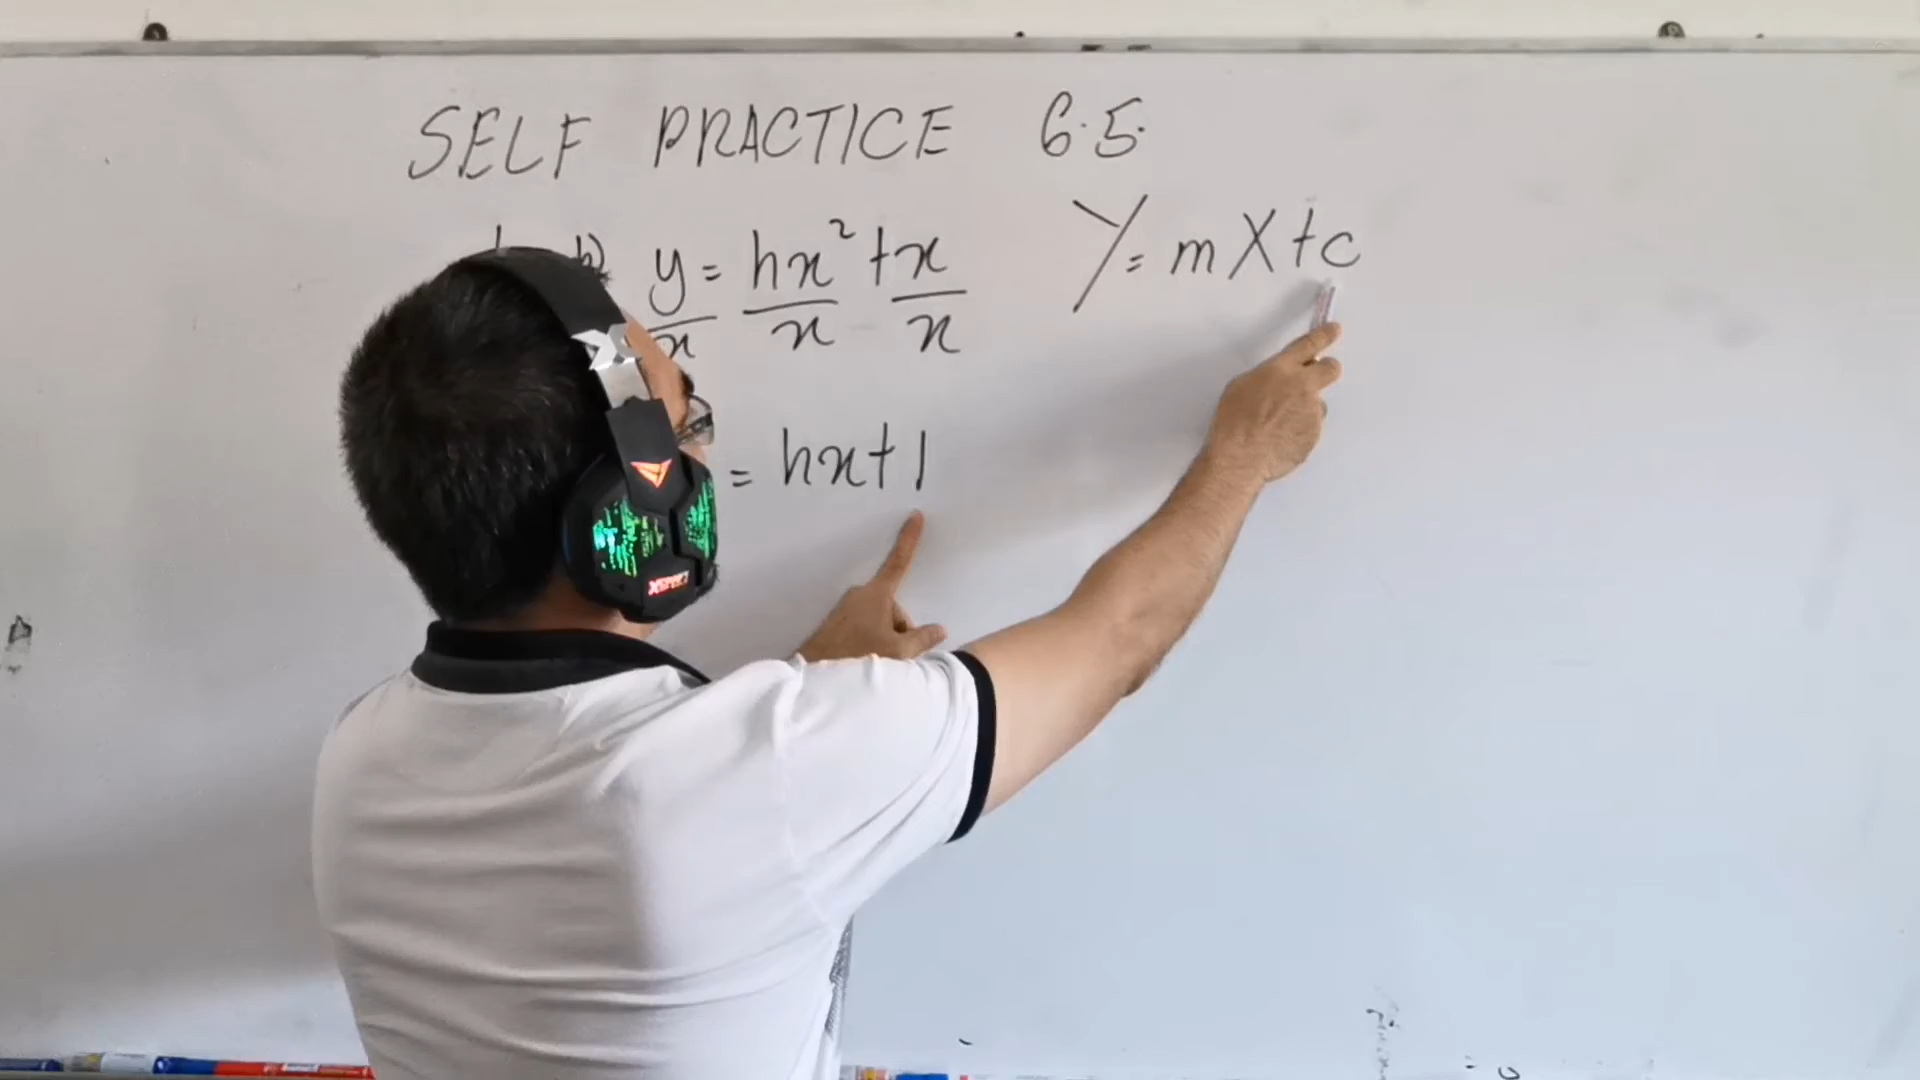 SELF PRACTICE 6.5.
b) y = hx² + x
x x x
Y = mX + c
= hx + 1